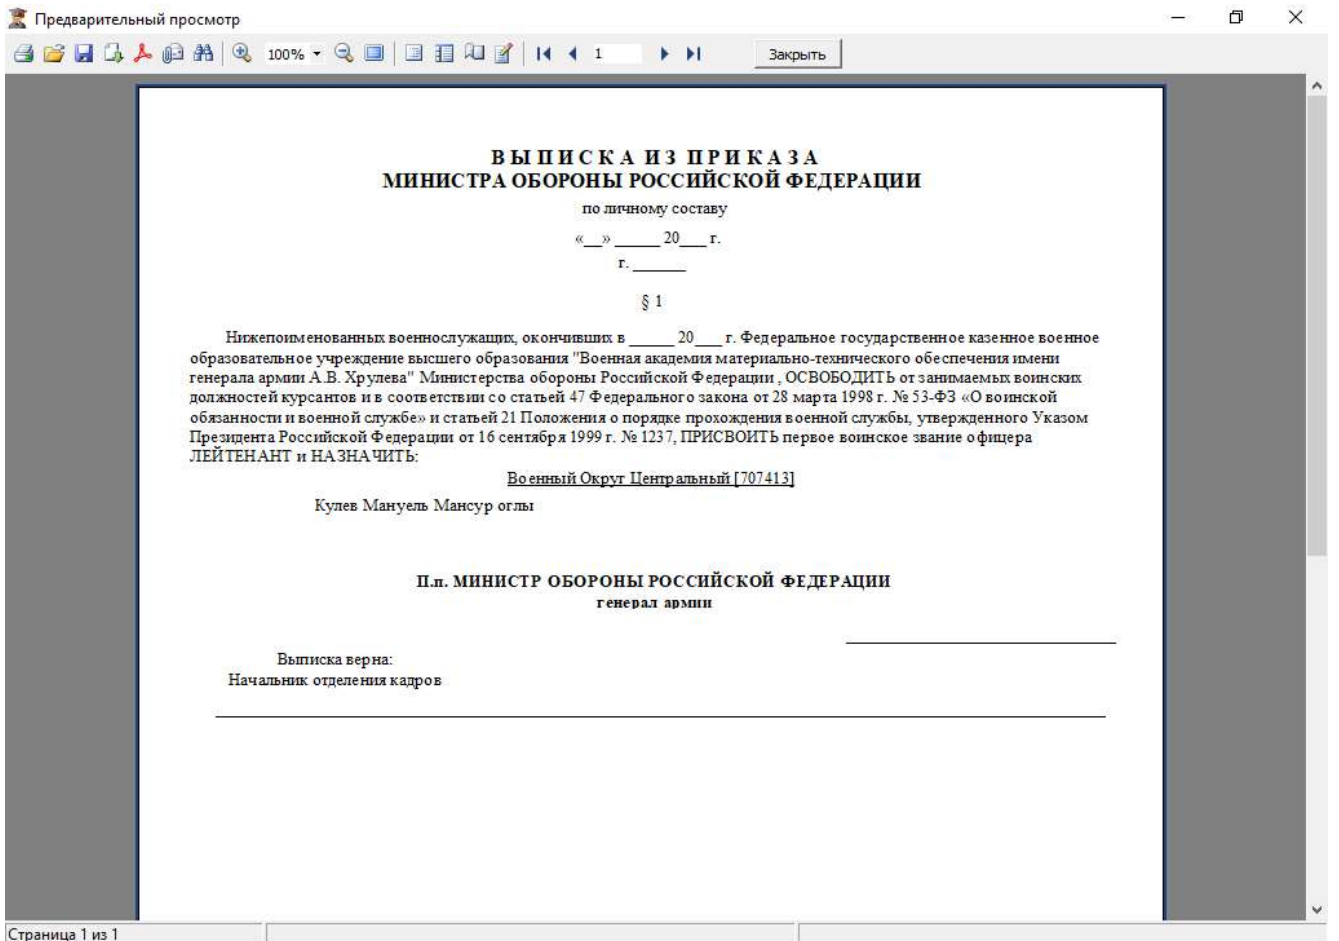 Предварительный просмотр
100% 1 Закрыть
В Ы П И С К А И З П Р И К А З А
МИНИСТРА ОБОРОНЫ РОССИЙСКОЙ ФЕДЕРАЦИИ
по личному составу
«__» ______ 20___ г.
г. _______
§ 1
Нижепоименованных военнослужащих, окончивших в ______ 20___ г. Федеральное государственное казенное военное
образовательное учреждение высшего образования "Военная академия материально-технического обеспечения имени
генерала армии А.В. Хрулева" Министерства обороны Российской Федерации , ОСВОБОДИТЬ от занимаемых воинских
должностей курсантов и в соответствии со статьей 47 Федерального закона от 28 марта 1998 г. № 53-ФЗ «О воинской
обязанности и военной службе» и статьей 21 Положения о порядке прохождения военной службы, утвержденного Указом
Президента Российской Федерации от 16 сентября 1999 г. № 1237, ПРИСВОИТЬ первое воинское звание офицера
ЛЕЙТЕНАНТ и НАЗНАЧИТЬ:
Военный Округ Центральный [707413]
Кулев Мануель Мансур оглы
П.п. МИНИСТР ОБОРОНЫ РОССИЙСКОЙ ФЕДЕРАЦИИ
генерал армии
Выписка верна:
Начальник отделения кадров
Страница 1 из 1